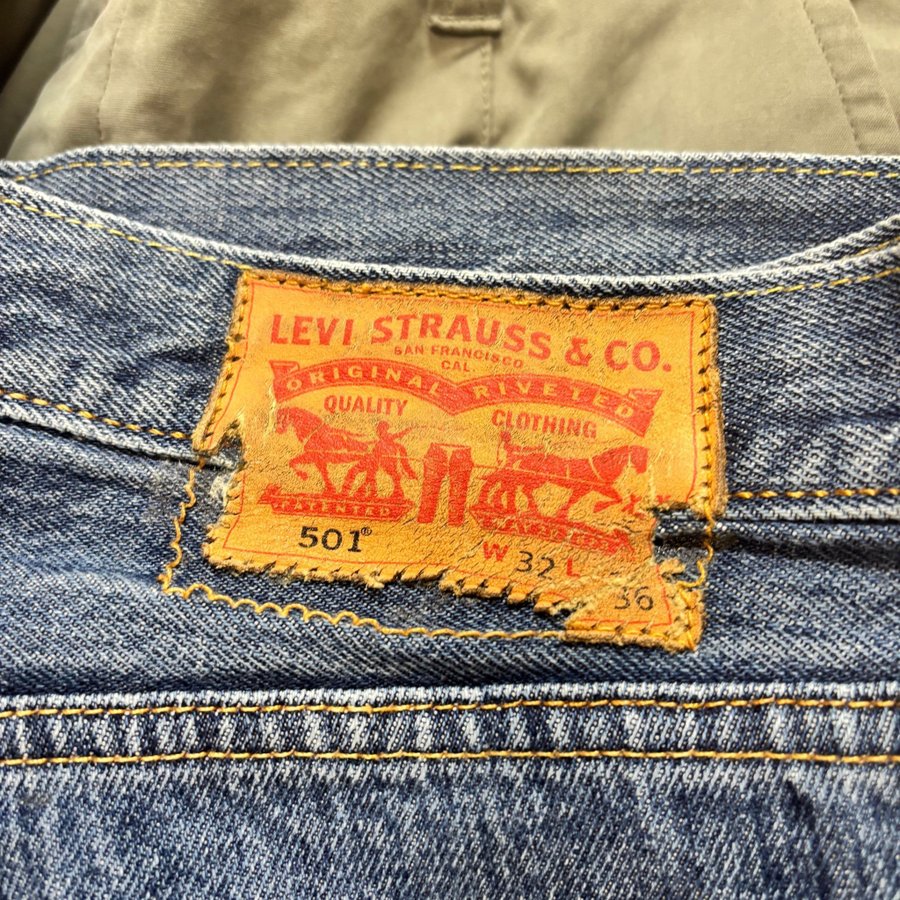 LEVI STRAUSS & CO.
SAN FRANCISCO
CAL
ORIGINAL RIVETED
QUALITY CLOTHING
PATENTED
501®
W 32 L 36